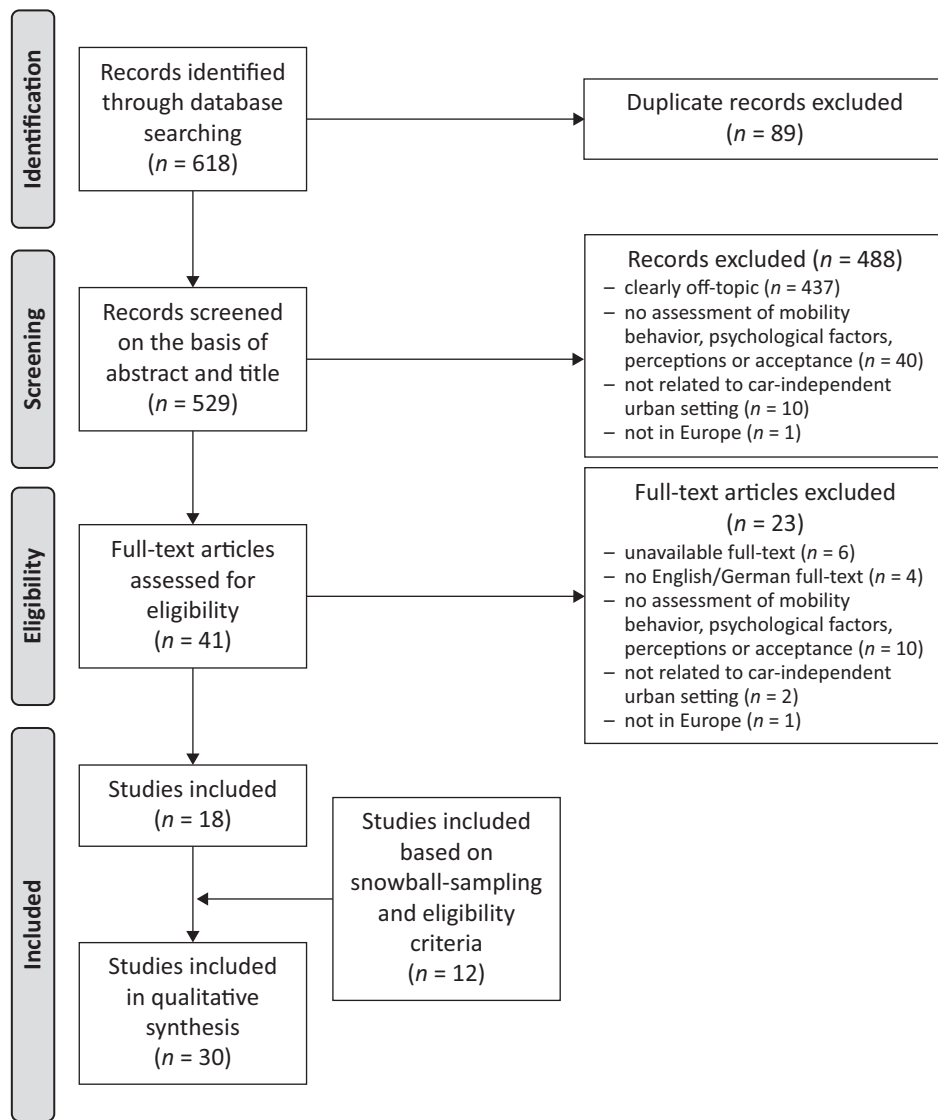 Identification
Records identified
through database
searching
(n = 618)
Duplicate records excluded
(n = 89)
Screening
Records screened
on the basis of
abstract and title
(n = 529)
Records excluded (n = 488)
– clearly off-topic (n = 437)
– no assessment of mobility
behavior, psychological factors,
perceptions or acceptance (n = 40)
– not related to car-independent
urban setting (n = 10)
– not in Europe (n = 1)
Eligibility
Full-text articles
assessed for
eligibility
(n = 41)
Full-text articles excluded
(n = 23)
– unavailable full-text (n = 6)
– no English/German full-text (n = 4)
– no assessment of mobility
behavior, psychological factors,
perceptions or acceptance (n = 10)
– not related to car-independent
urban setting (n = 2)
– not in Europe (n = 1)
Included
Studies included
(n = 18)
Studies included
based on
snowball-sampling
and eligibility
criteria
(n = 12)
Studies included
in qualitative
synthesis
(n = 30)